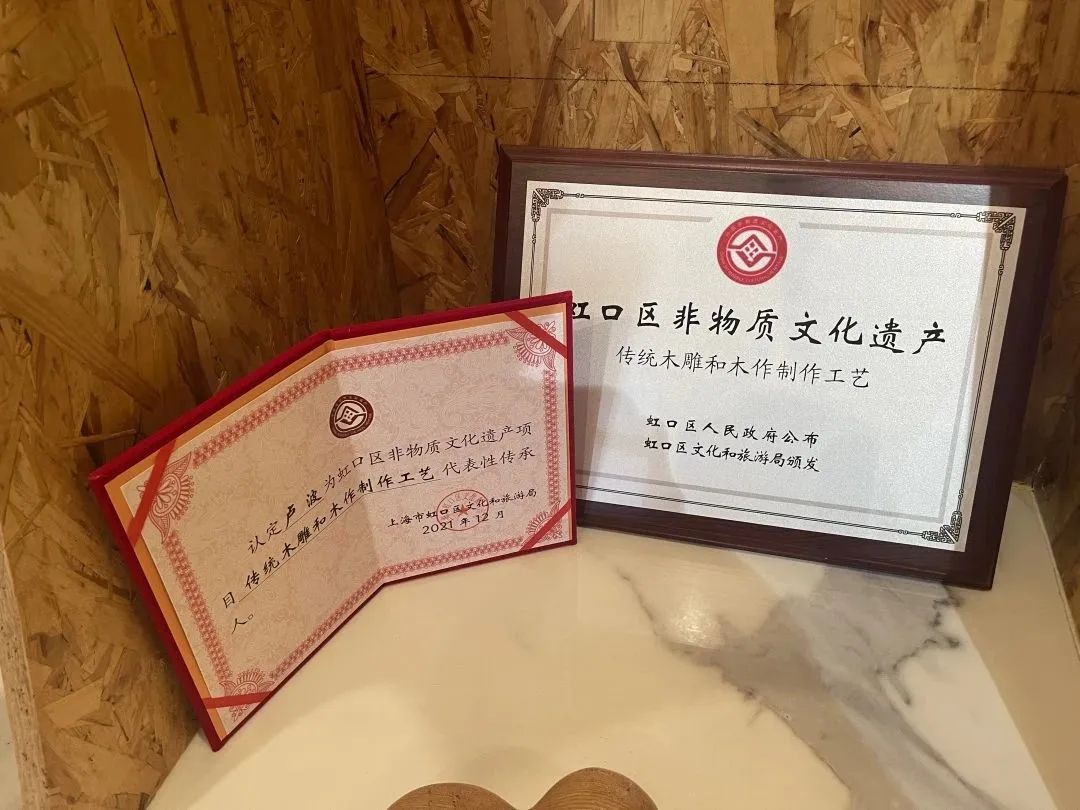 认定卢波为虹口区非物质文化遗产项
目传统木雕和木作制作工艺代表性传承
人。
上海市虹口区文化和旅游局
2021年12月
虹口区非物质文化遗产
传统木雕和木作制作工艺
虹口区人民政府公布
虹口区文化和旅游局颁发